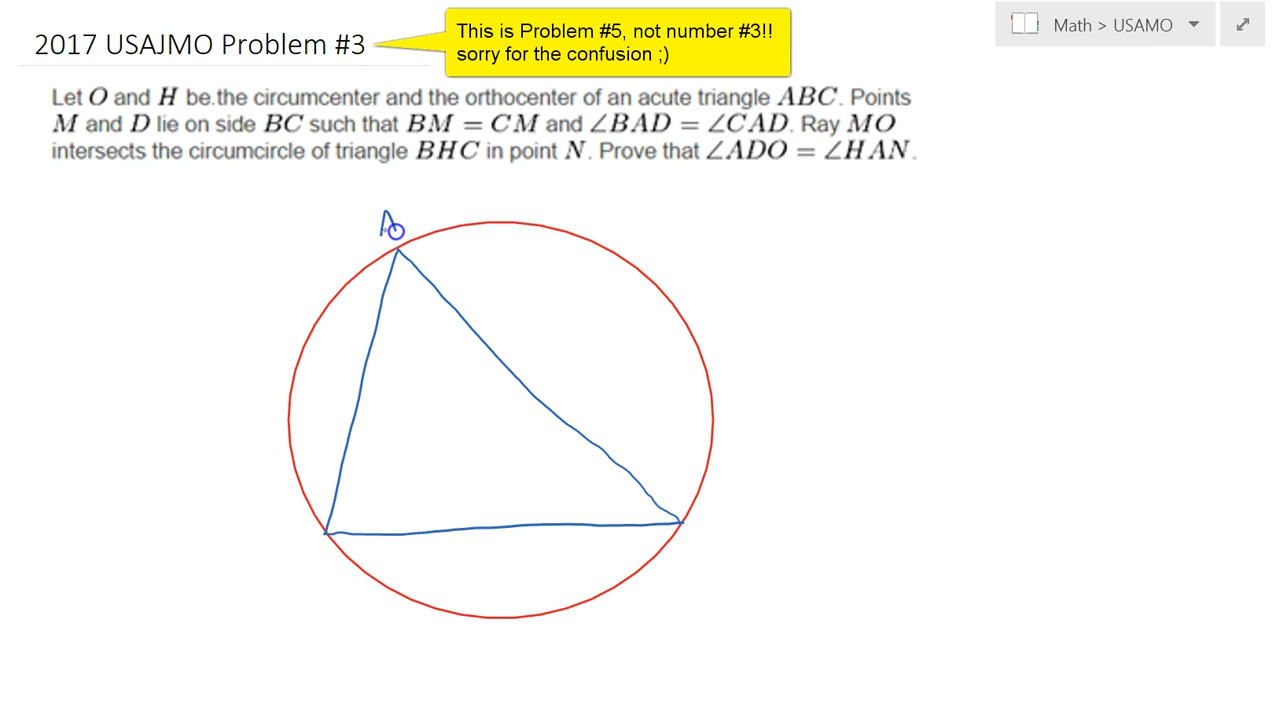 2017 USAJMO Problem #3
This is Problem #5, not number #3!!
sorry for the confusion ;)
Math > USAMO
Let O and H be.the circumcenter and the orthocenter of an acute triangle ABC. Points
M and D lie on side BC such that BM = CM and ∠BAD = ∠CAD. Ray MO
intersects the circumcircle of triangle BHC in point N. Prove that ∠ADO = ∠HAN.
A